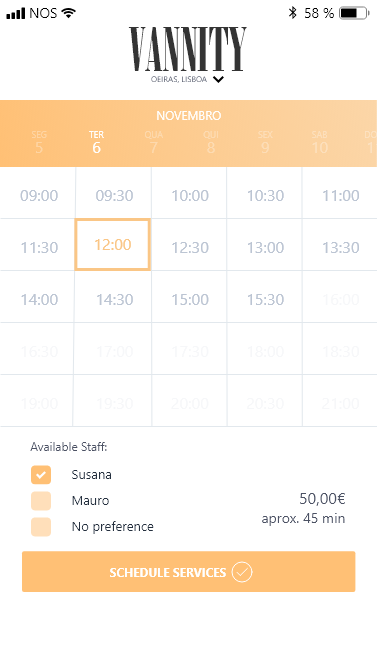 NOS 58 %
VANNITY
OEIRAS, LISBOA
NOVEMBRO
SEG TER QUA QUI SEX SAB
5 6 7 8 9 10
09:00 09:30 10:00 10:30 11:00
11:30 12:00 12:30 13:00 13:30
14:00 14:30 15:00 15:30 16:00
16:30 17:00 17:30 18:00 18:30
19:00 19:30 20:00 20:30 21:00
Available Staff:
Susana
Mauro
No preference
50,00€
aprox. 45 min
SCHEDULE SERVICES